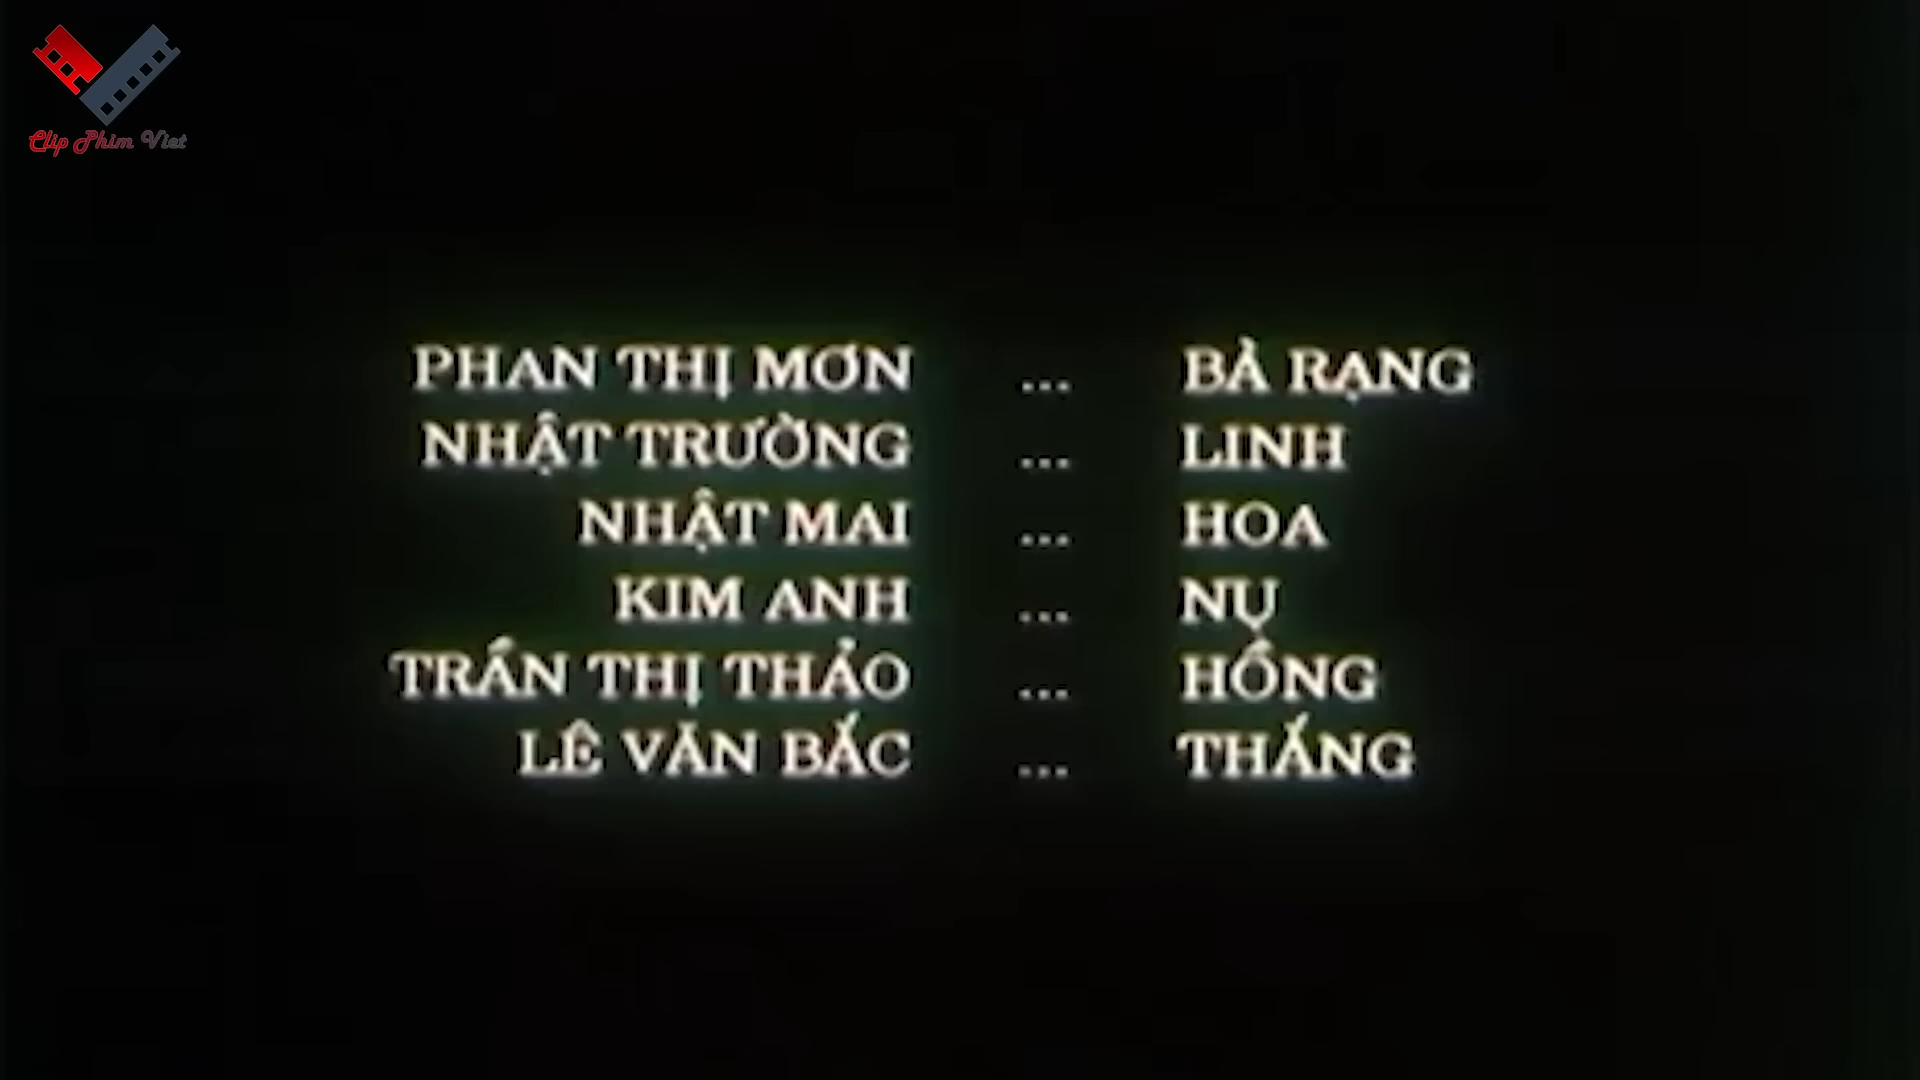 Clip Phim Viet
PHAN THỊ MƠN ... BÀ RẠNG
NHẬT TRƯỜNG ... LINH
NHẬT MAI ... HOA
KIM ANH ... NỤ
TRẦN THỊ THẢO ... HỒNG
LÊ VĂN BẮC ... THẮNG